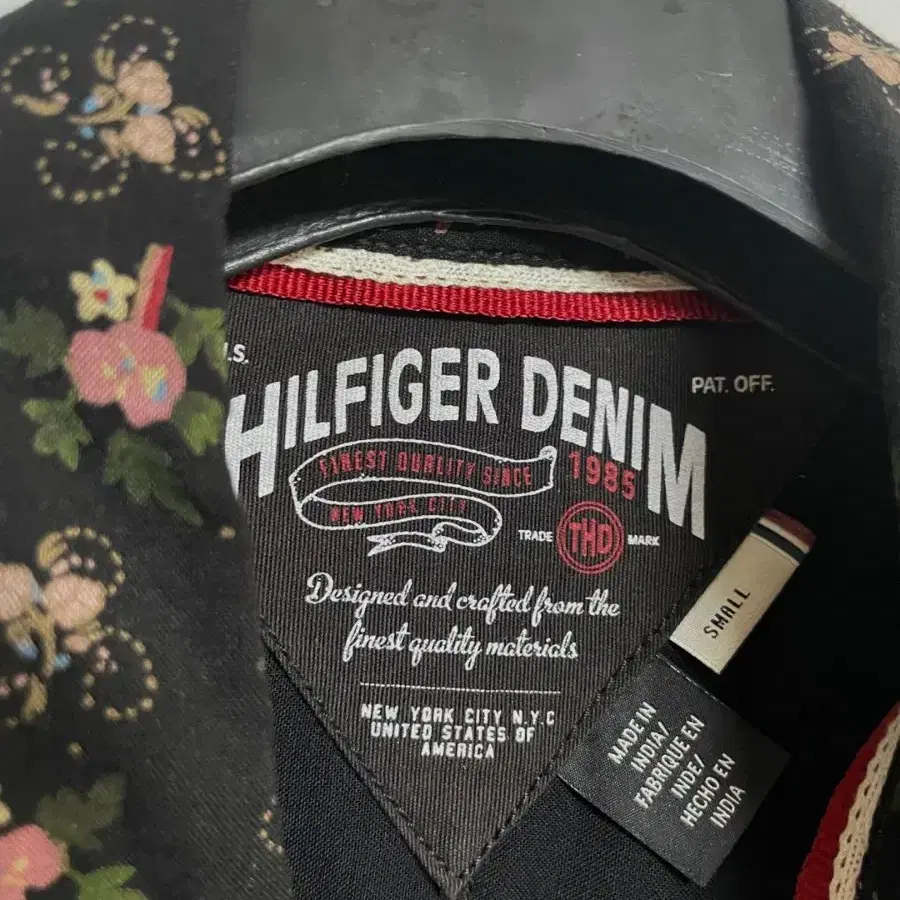 .S.
HILFIGER DENIM
PAT. OFF.
FINEST QUALITY SINCE 1985
NEW YORK CITY
TRADE THD MARK
Designed and crafted from the
finest quality materials
NEW YORK CITY N.Y.C
UNITED STATES OF
AMERICA
SMALL
MADE IN
INDIA/
FABRIQUE EN
INDE/
HECHO EN
INDIA